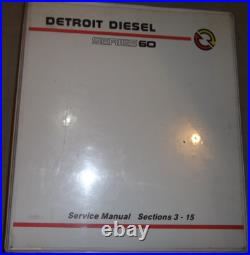 DETROIT DIESEL
SERIES 60
Service Manual Sections 3 - 15